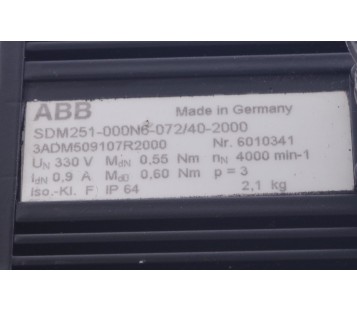 ABB Made in Germany
SDM251-000N6-072/40-2000
3ADM509107R2000 Nr. 6010341
UN 330 V MdN 0,55 Nm nN 4000 min-1
IdN 0,9 A Md0 0,60 Nm p = 3
Iso.-Kl. F IP 64 2,1 kg